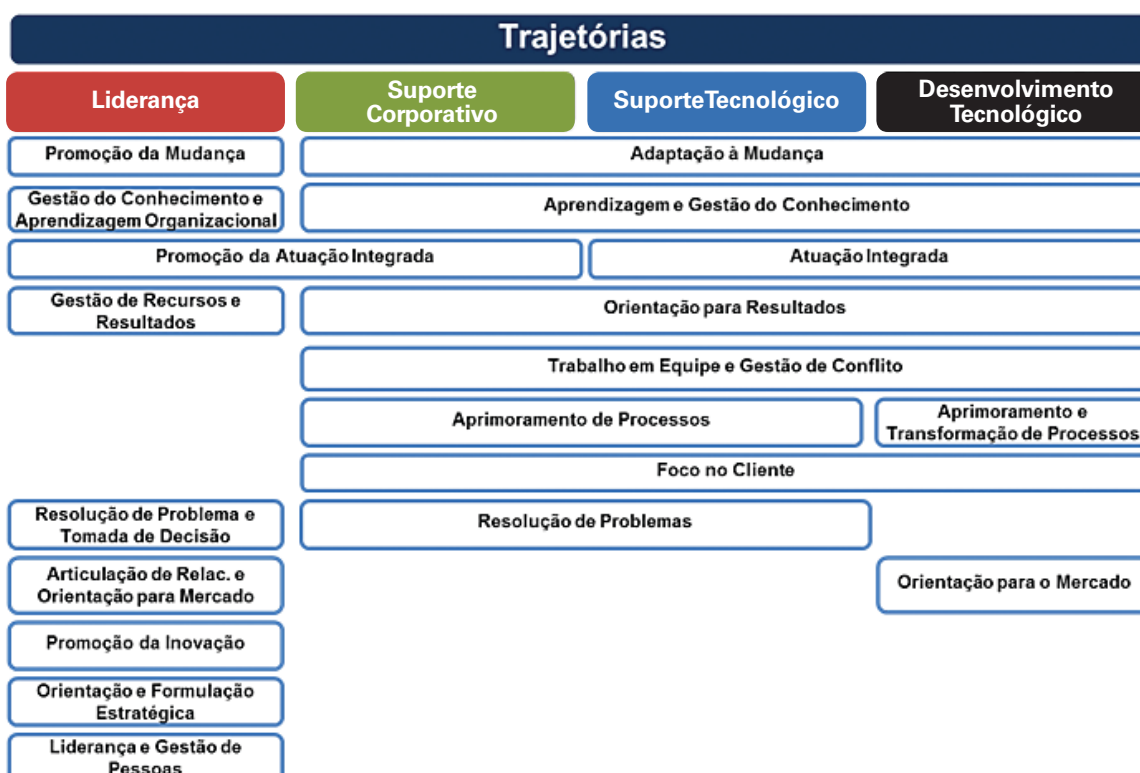 Trajetórias
Liderança
Suporte
Corporativo
SuporteTecnológico
Desenvolvimento
Tecnológico
Promoção da Mudança
Adaptação à Mudança
Gestão do Conhecimento e
Aprendizagem Organizacional
Aprendizagem e Gestão do Conhecimento
Promoção da Atuação Integrada
Atuação Integrada
Gestão de Recursos e
Resultados
Orientação para Resultados
Trabalho em Equipe e Gestão de Conflito
Aprimoramento de Processos
Aprimoramento e
Transformação de Processos
Foco no Cliente
Resolução de Problema e
Tomada de Decisão
Resolução de Problemas
Articulação de Relac. e
Orientação para Mercado
Orientação para o Mercado
Promoção da Inovação
Orientação e Formulação
Estratégica
Liderança e Gestão de
Pessoas